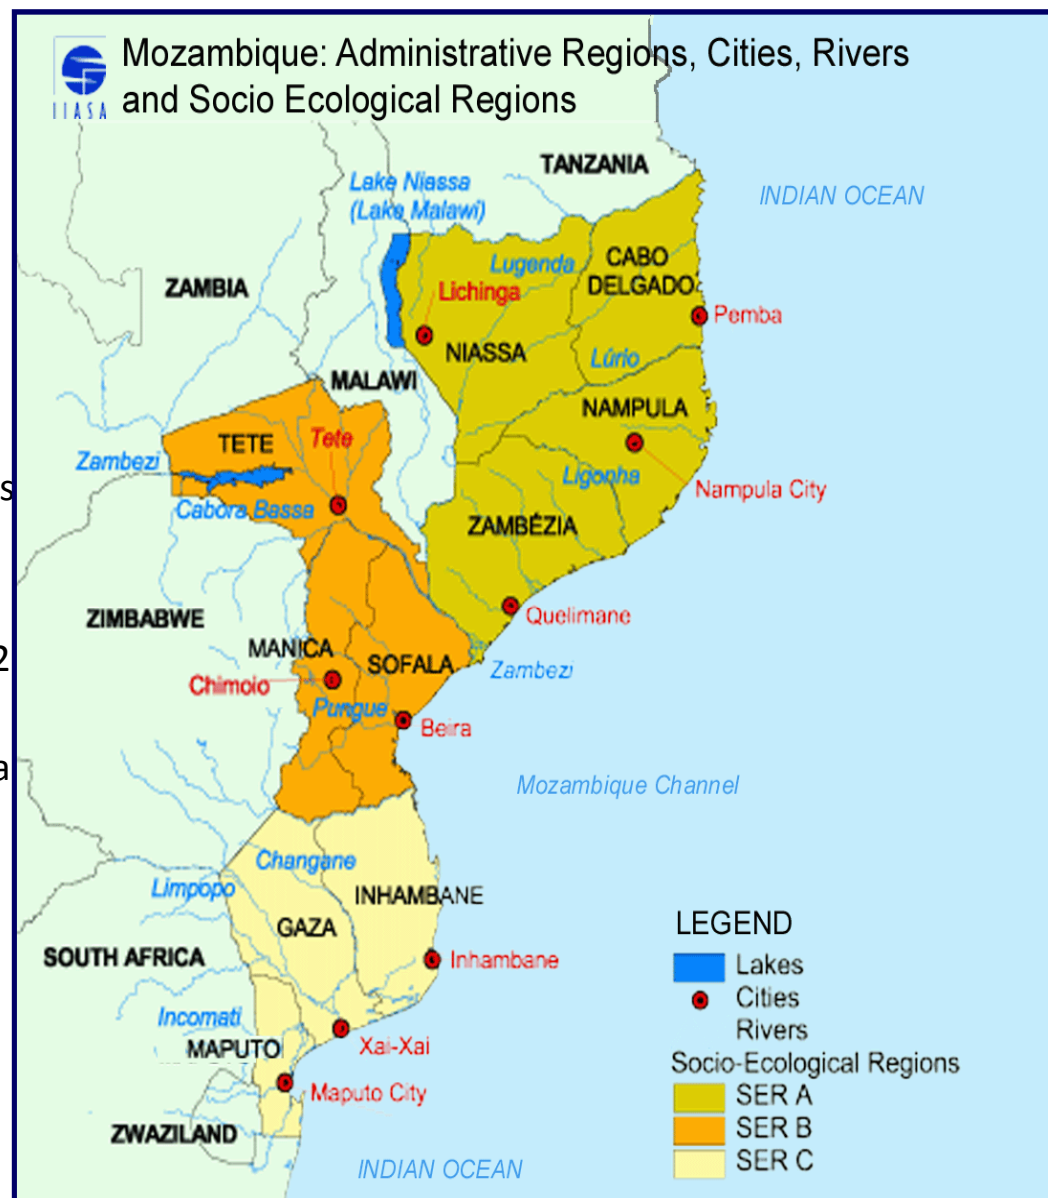 Mozambique: Administrative Regions, Cities, Rivers
and Socio Ecological Regions
IIASA
TANZANIA
Lake Niassa
(Lake Malawi)
INDIAN OCEAN
CABO
DELGADO
Lugenda
ZAMBIA
Lichinga
Pemba
NIASSA
Lúrio
MALAWI
NAMPULA
TETE
Tete
Zambezi
Ligonha
s
Nampula City
Cabora Bassa
ZAMBÉZIA
ZIMBABWE
Quelimane
MANICA
2
SOFALA
Zambezi
Chimoio
Pungue
Beira
a
Mozambique Channel
Changane
Limpopo
INHAMBANE
GAZA
LEGEND
SOUTH AFRICA
Inhambane
Lakes
Cities
Incomati
Rivers
MAPUTO
Xai-Xai
Socio-Ecological Regions
Maputo City
SER A
ZWAZILAND
SER B
SER C
INDIAN OCEAN